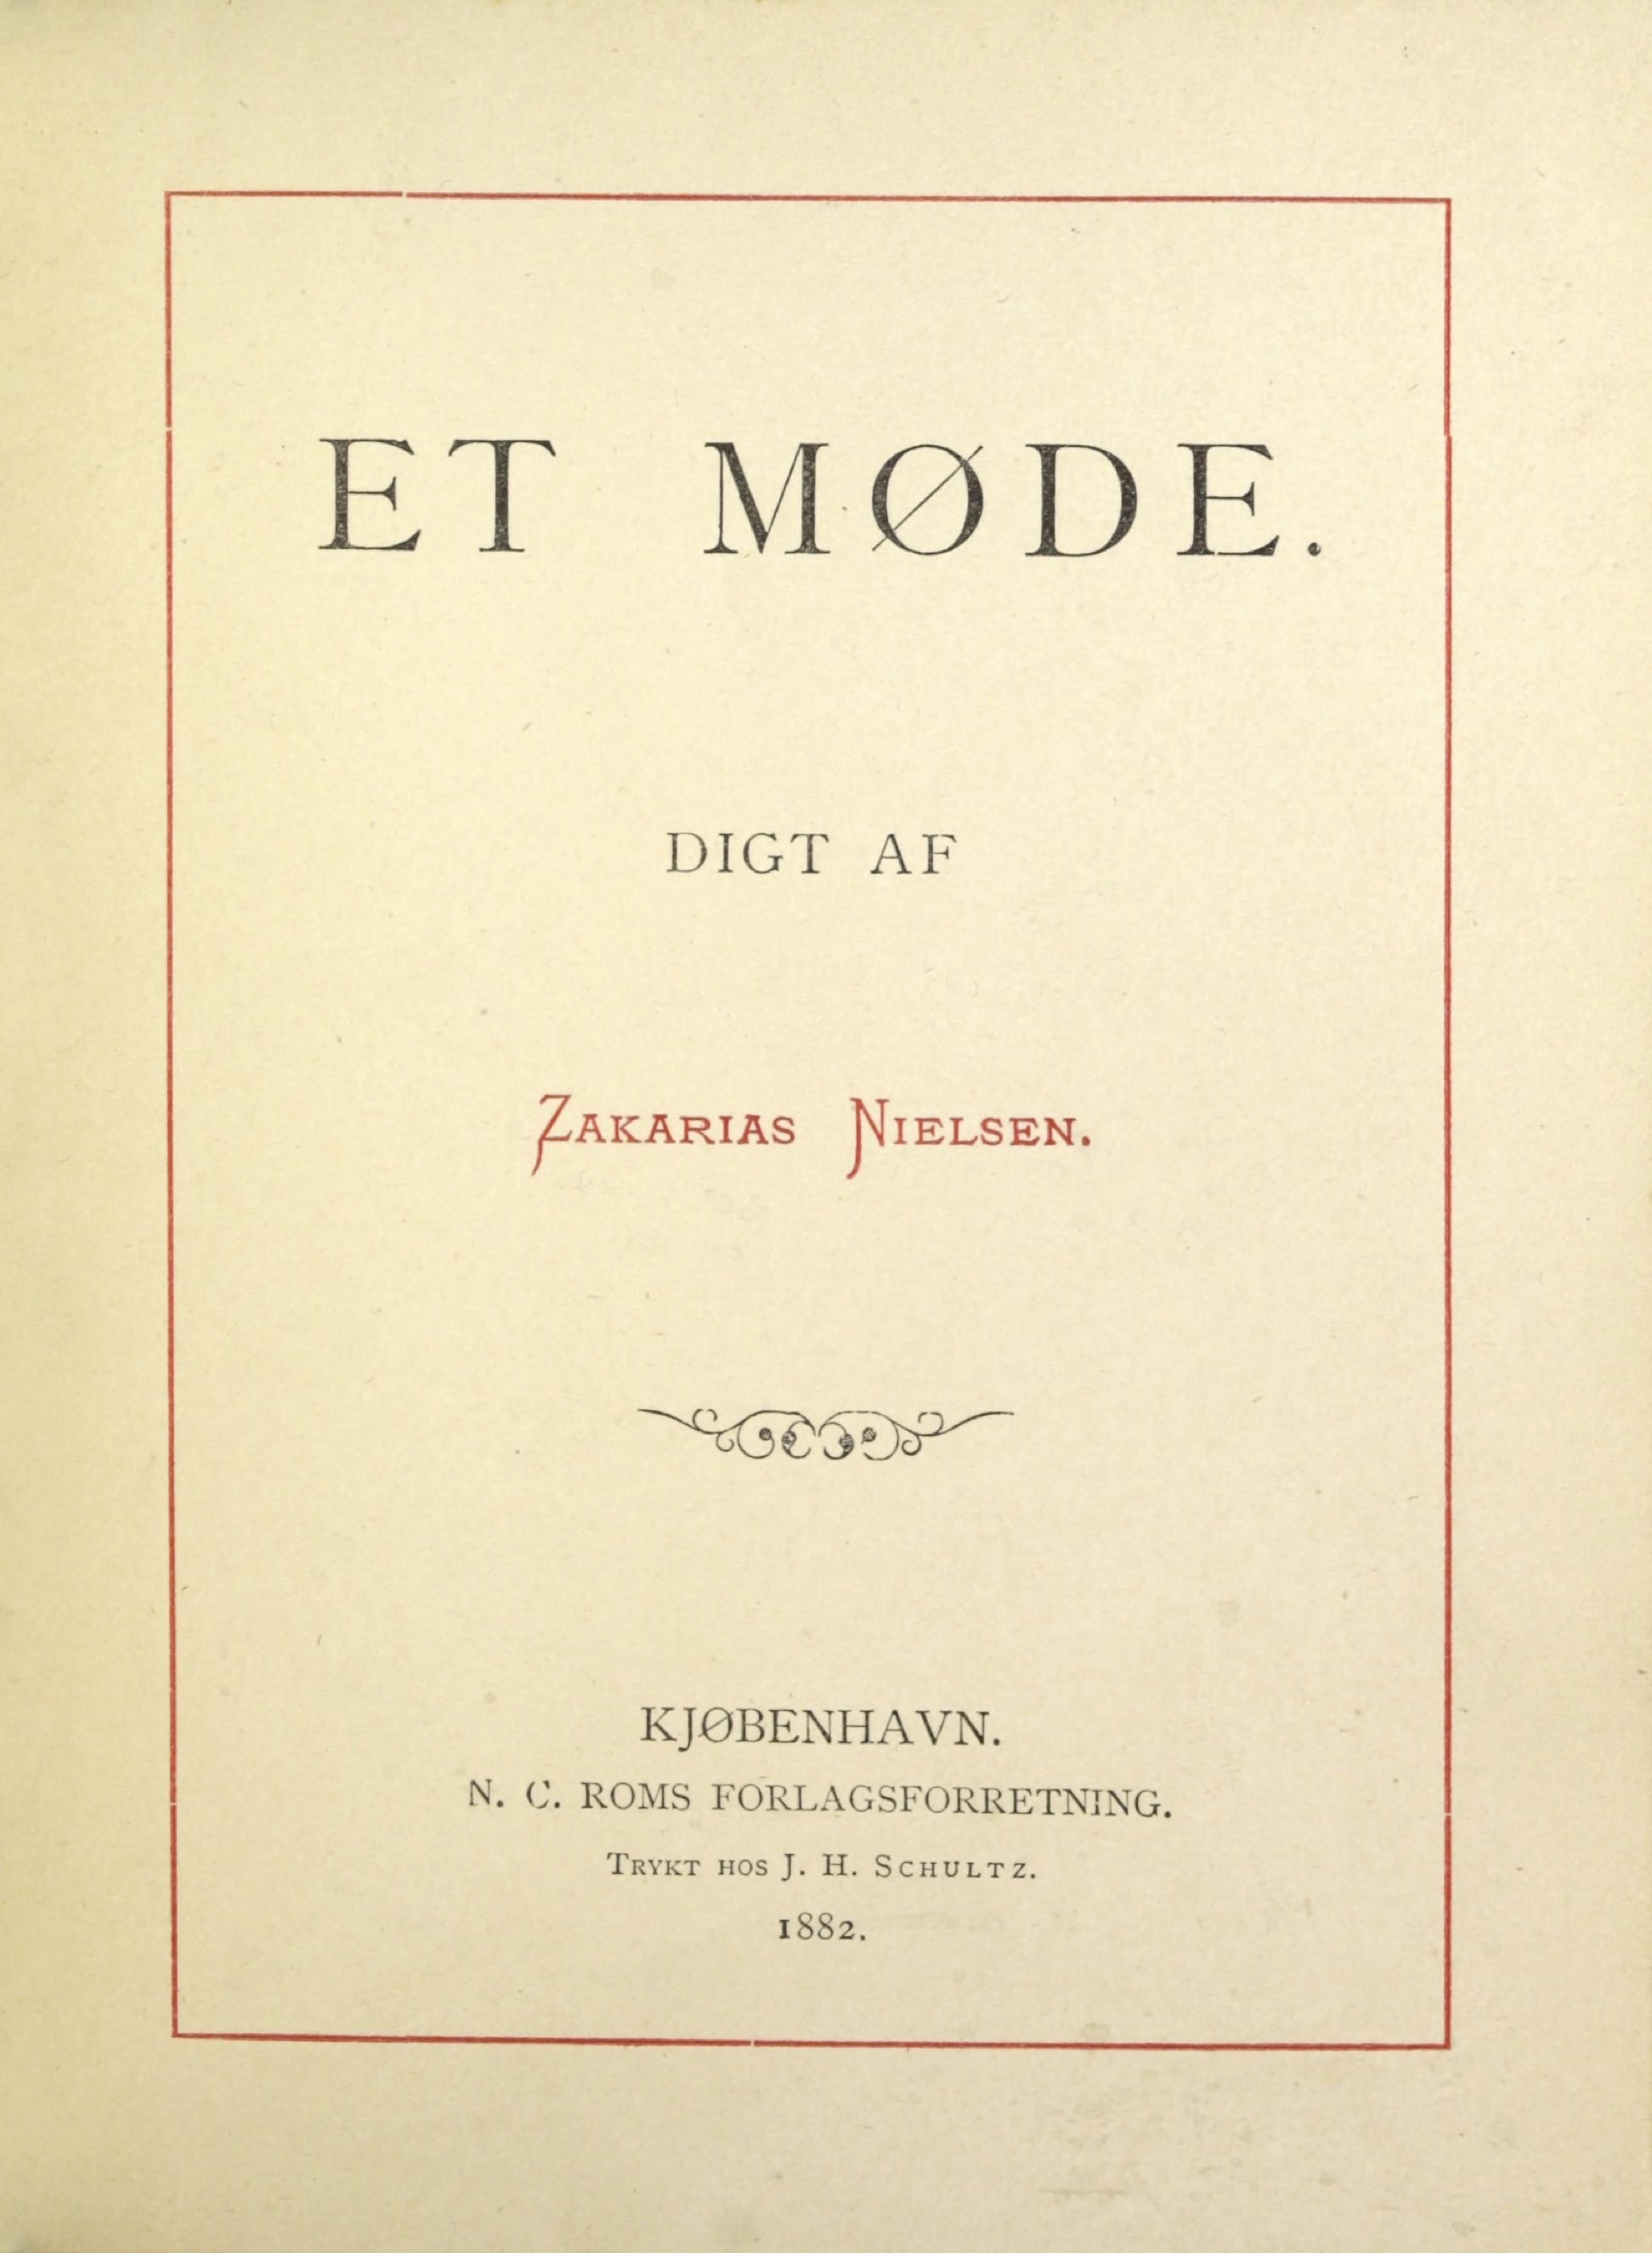 ET MØDE.
DIGT AF
ZAKARIAS NIELSEN.
KJØBENHAVN.
N. C. ROMS FORLAGSFORRETNING.
TRYKT HOS J. H. SCHULTZ.
1882.